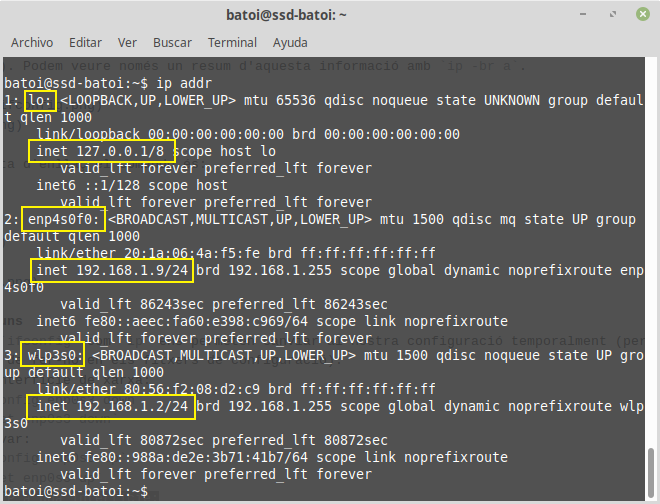 batoi@ssd-batoi: ~
Archivo Editar Ver Buscar Terminal Ayuda
. Podem veure només un resum d'aquesta informació amb `ip -br a`.
batoi@ssd-batoi:~$ ip addr
1: lo: <LOOPBACK,UP,LOWER_UP> mtu 65536 qdisc noqueue state UNKNOWN group defaul
t qlen 1000
link/loopback 00:00:00:00:00:00 brd 00:00:00:00:00:00
inet 127.0.0.1/8 scope host lo
valid_lft forever preferred_lft forever
inet6 ::1/128 scope host
valid_lft forever preferred_lft forever
2: enp4s0f0: <BROADCAST,MULTICAST,UP,LOWER_UP> mtu 1500 qdisc mq state UP group
default qlen 1000
link/ether 20:1a:06:4a:f5:fe brd ff:ff:ff:ff:ff:ff
inet 192.168.1.9/24 brd 192.168.1.255 scope global dynamic noprefixroute enp
4s0f0
valid_lft 86243sec preferred_lft 86243sec
inet6 fe80::aeec:fa60:e398:c969/64 scope link noprefixroute
valid_lft forever preferred_lft forever
3: wlp3s0: <BROADCAST,MULTICAST,UP,LOWER_UP> mtu 1500 qdisc noqueue state UP gro
up default qlen 1000
link/ether 80:56:f2:08:d2:c9 brd ff:ff:ff:ff:ff:ff
inet 192.168.1.2/24 brd 192.168.1.255 scope global dynamic noprefixroute wlp
3s0
valid_lft 80872sec preferred_lft 80872sec
inet6 fe80::988a:de2e:3b71:41b7/64 scope link noprefixroute
valid_lft forever preferred_lft forever
batoi@ssd-batoi:~$